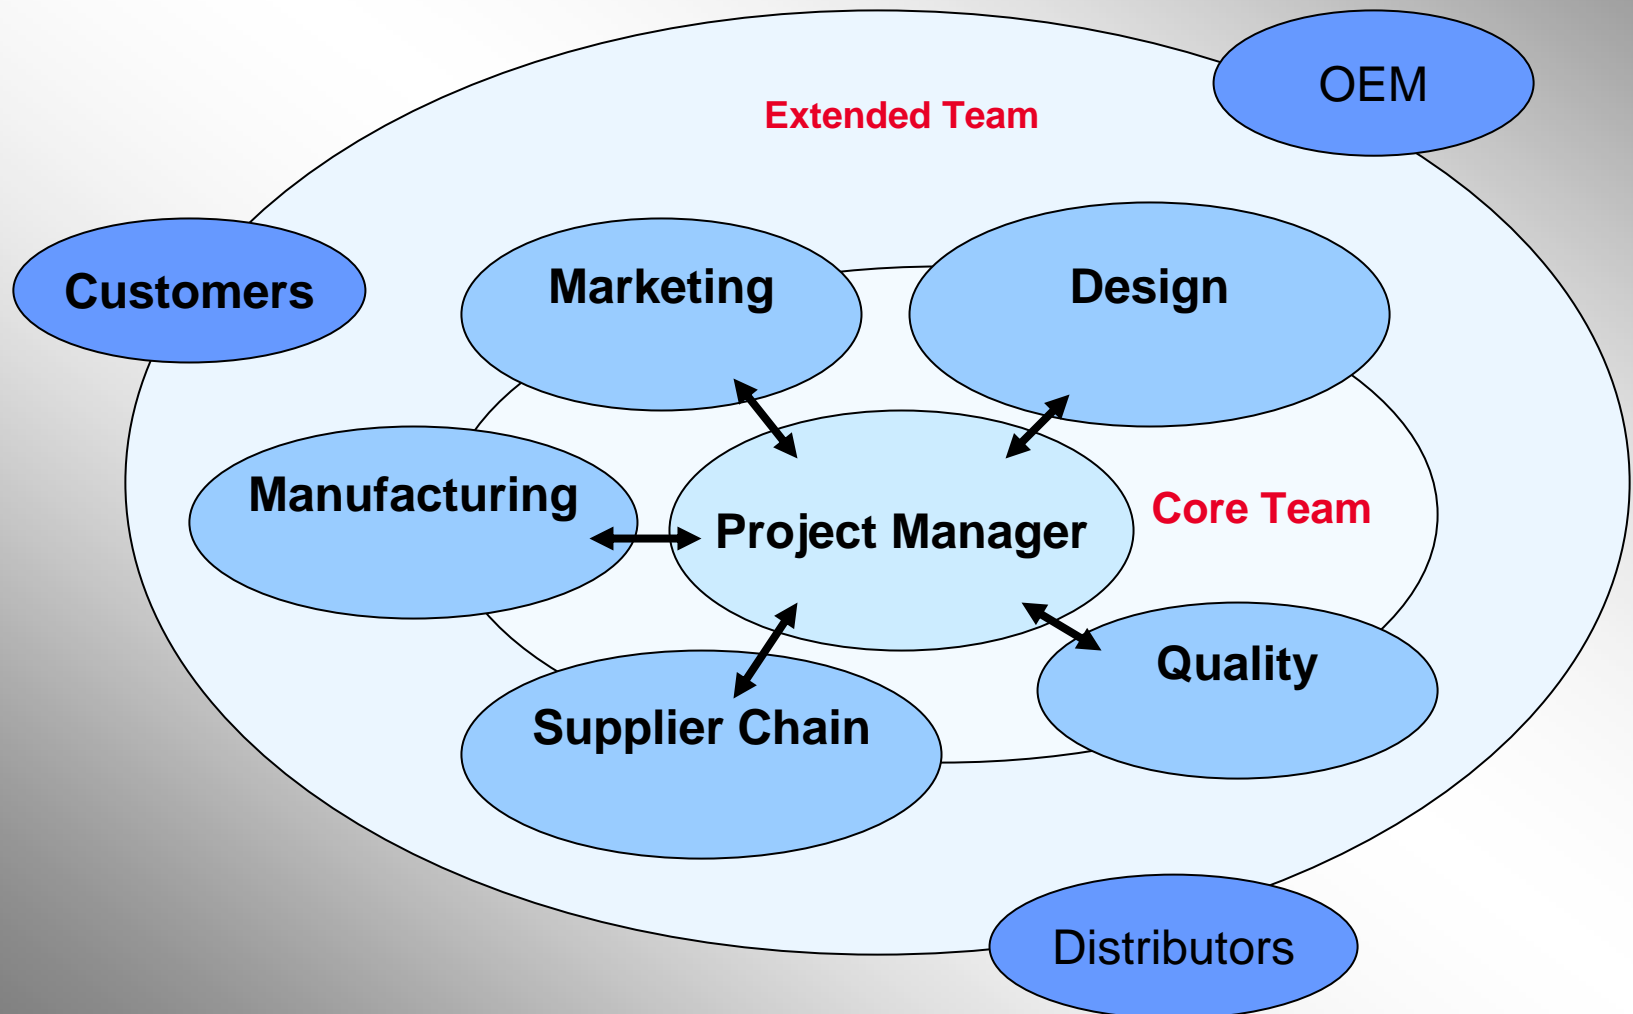 OEM
Extended Team
Customers
Marketing
Design
Manufacturing
Project Manager
Core Team
Quality
Supplier Chain
Distributors